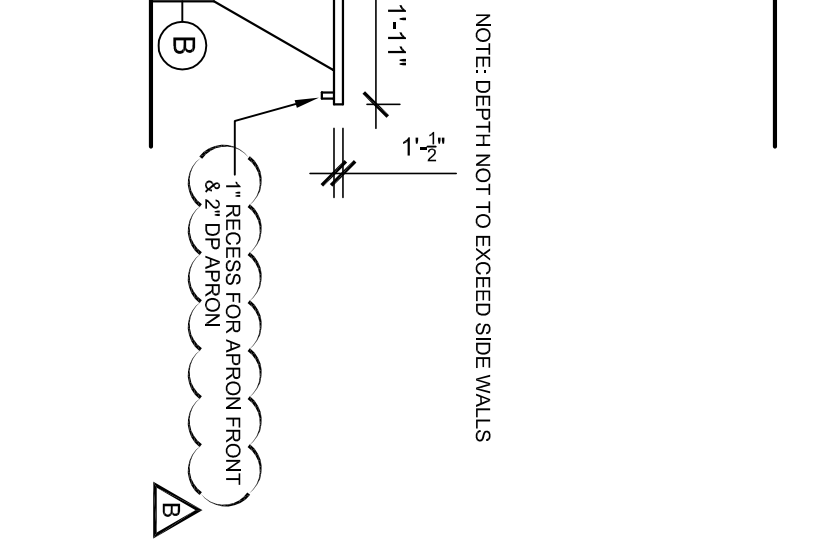 NOTE: DEPTH NOT TO EXCEED SIDE WALLS
1'-11"
1'-1/2"
B
1" RECESS FOR APRON FRONT
& 2" DP APRON
B